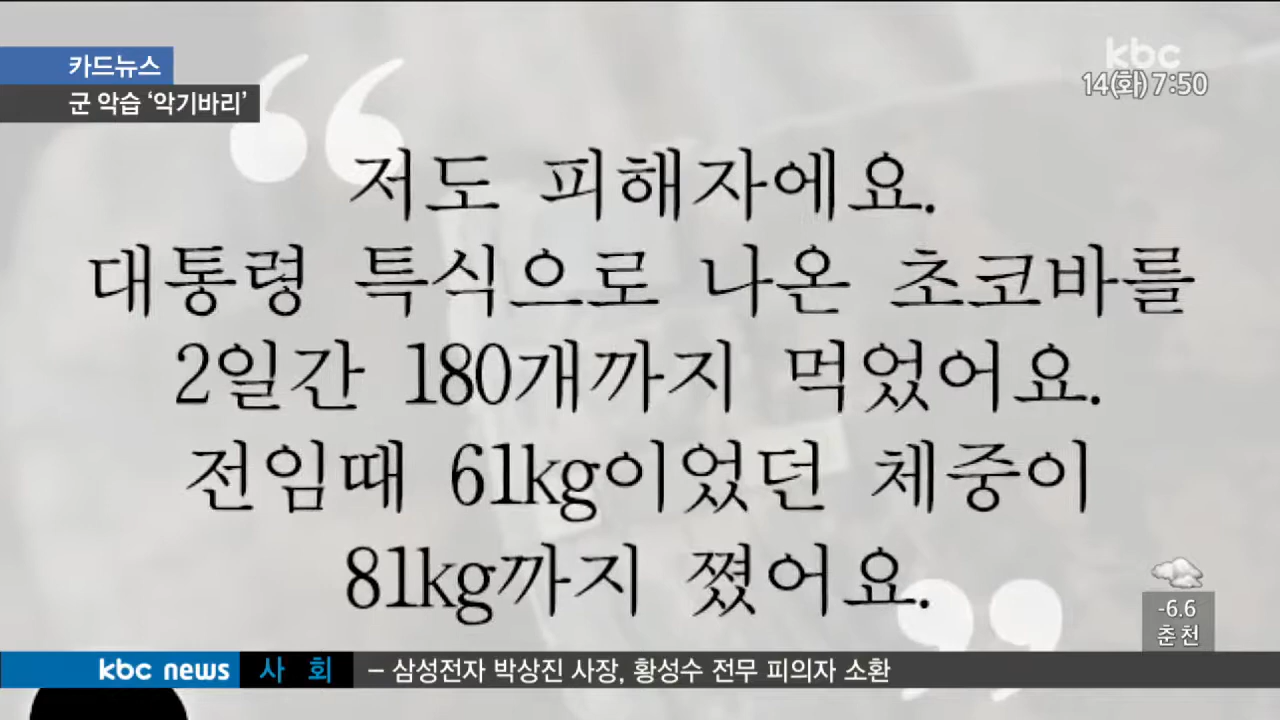 카드뉴스
군 악습 ‘악기바리’
kbc
14(화) 7:50
“
저도 피해자에요.
대통령 특식으로 나온 초코바를
2일간 180개까지 먹었어요.
전임때 61kg이었던 체중이
81kg까지 쪘어요.
”
-6.6
춘천
kbc news 사회 – 삼성전자 박상진 사장, 황성수 전무 피의자 소환